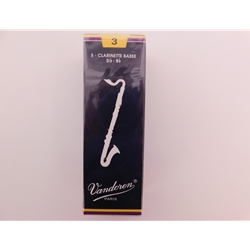 3
5 - CLARINETTE BASSE
Sib - Bb
Vandoren
PARIS